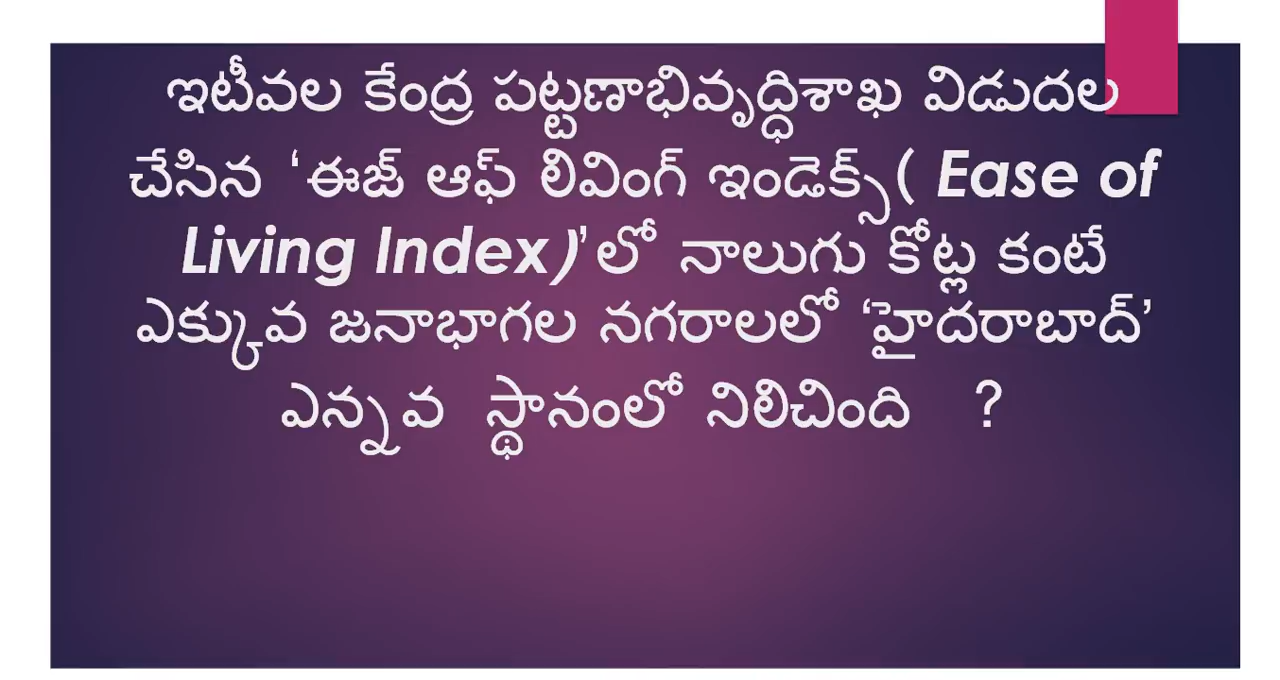 ఇటీవల కేంద్ర పట్టణాభివృద్ధిశాఖ విడుదల
చేసిన ‘ఈజ్ ఆఫ్ లివింగ్ ఇండెక్స్( Ease of
Living Index)’లో నాలుగు కోట్ల కంటే
ఎక్కువ జనాభాగల నగరాలలో ‘హైదరాబాద్’
ఎన్నవ స్థానంలో నిలిచింది ?